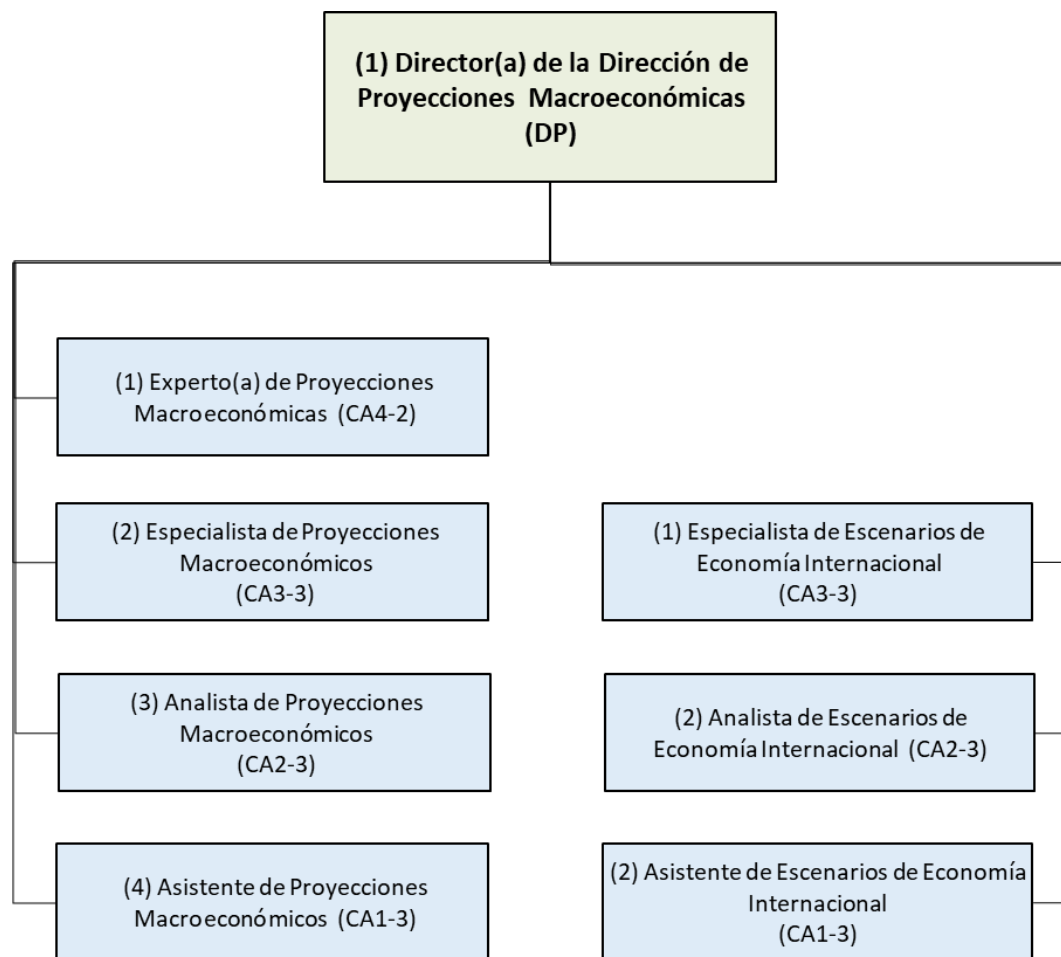 (1) Director(a) de la Dirección de
Proyecciones Macroeconómicas
(DP)
(1) Experto(a) de Proyecciones
Macroeconómicas (CA4-2)
(2) Especialista de Proyecciones
Macroeconómicos
(CA3-3)
(1) Especialista de Escenarios de
Economía Internacional
(CA3-3)
(3) Analista de Proyecciones
Macroeconómicos
(CA2-3)
(2) Analista de Escenarios de
Economía Internacional (CA2-3)
(4) Asistente de Proyecciones
Macroeconómicos (CA1-3)
(2) Asistente de Escenarios de Economía
Internacional
(CA1-3)